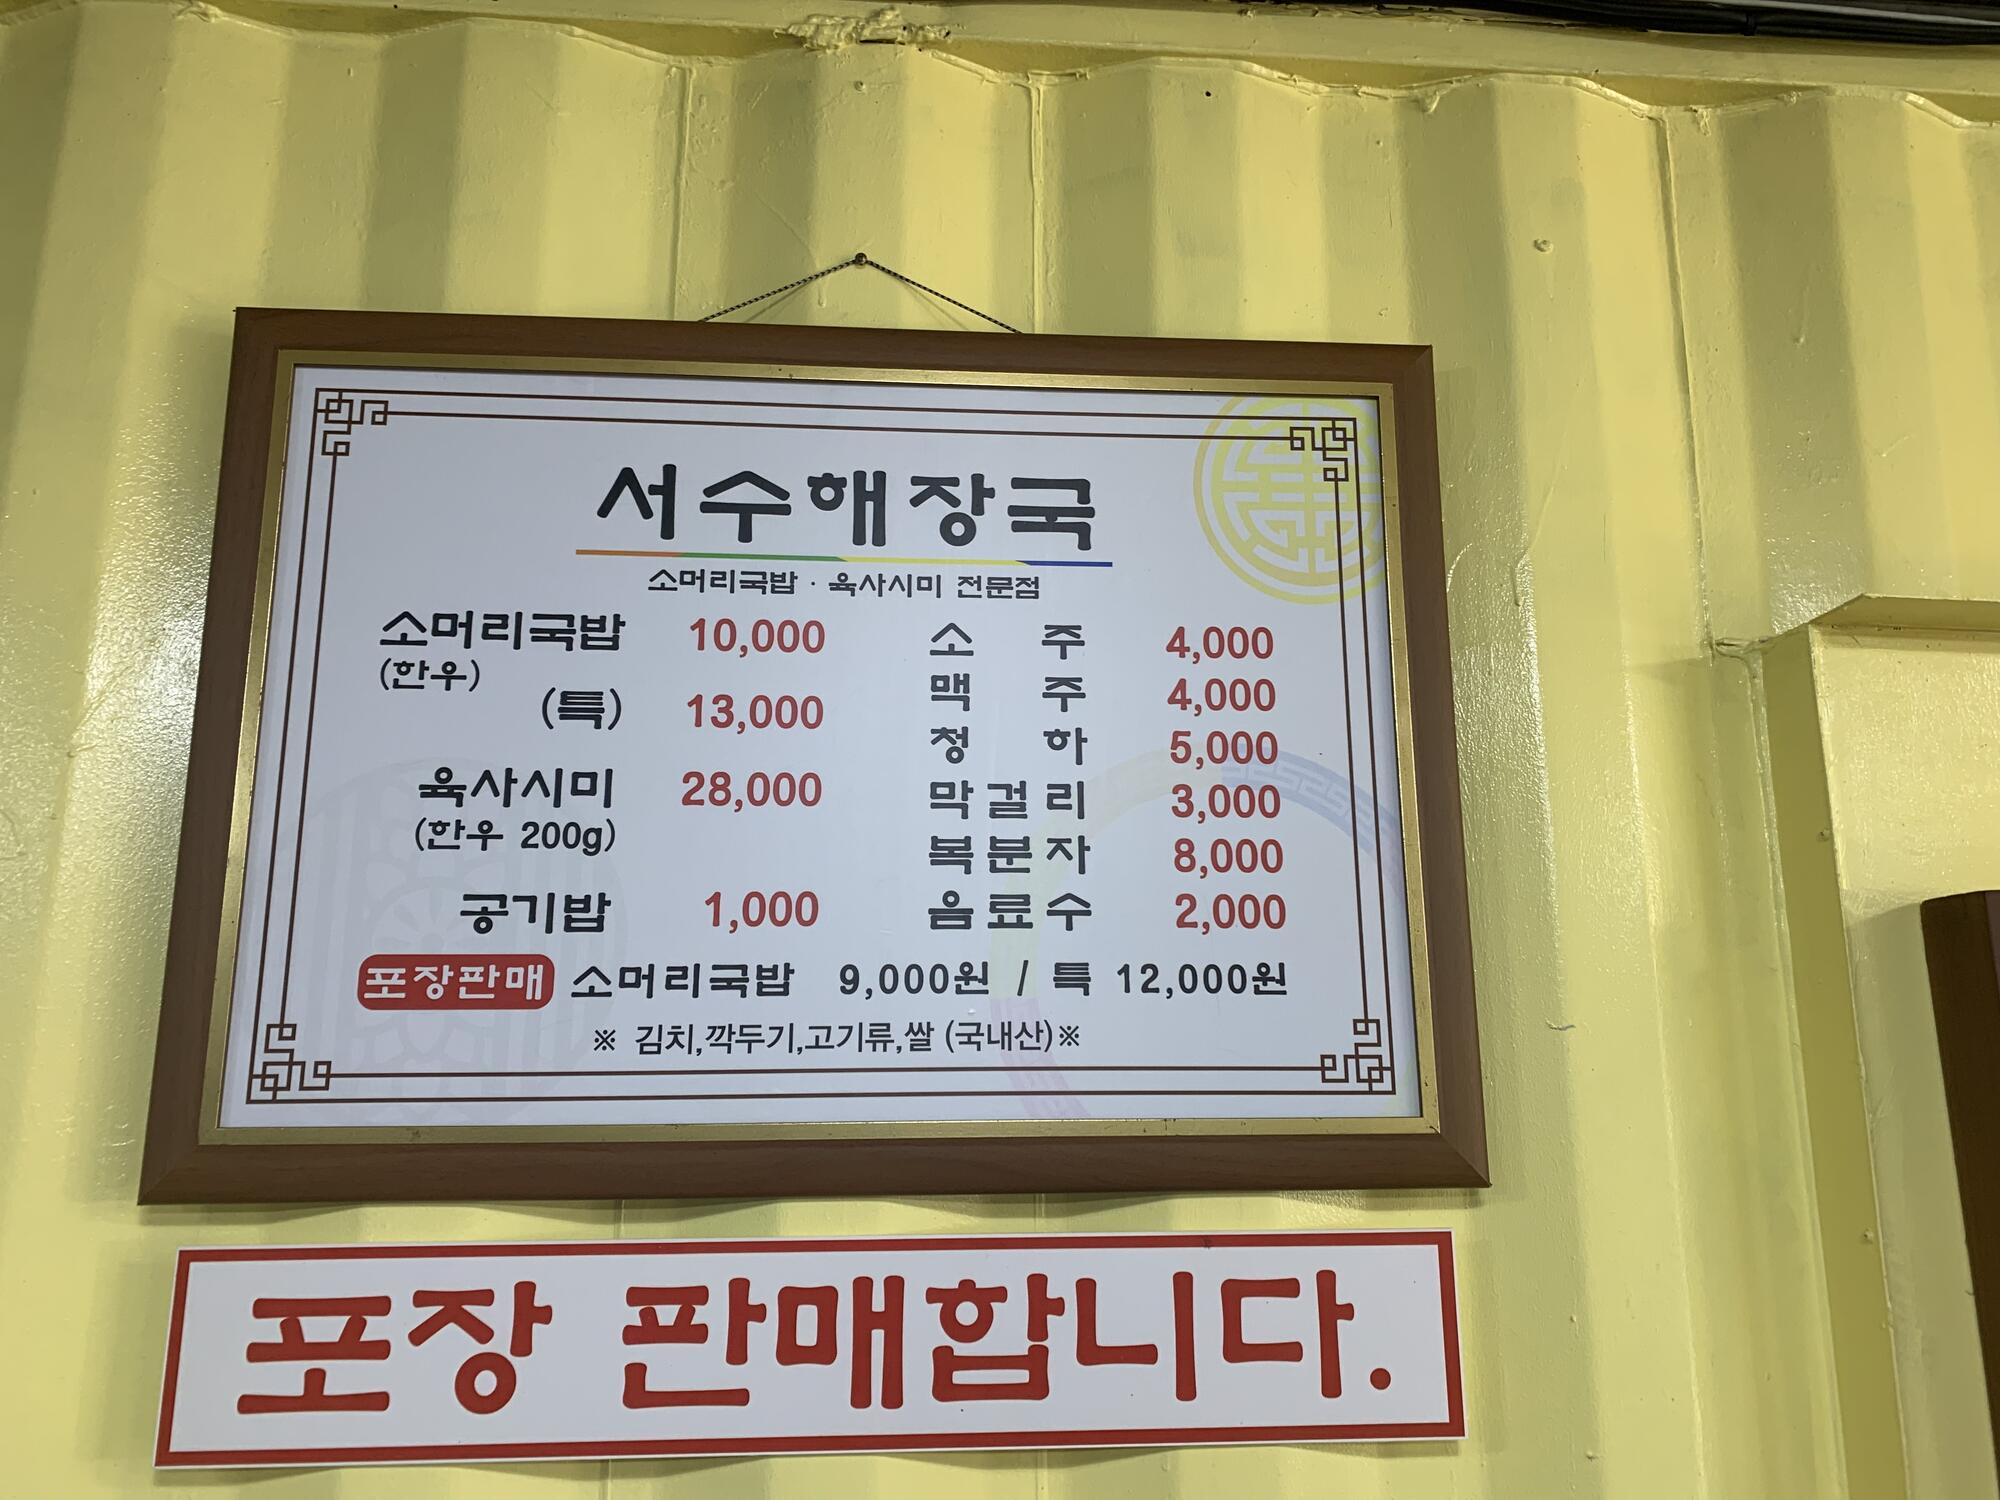 서수해장국
소머리국밥 · 육사시미 전문점
소머리국밥 10,000
(한우)
(특) 13,000
육사시미 28,000
(한우 200g)
공기밥 1,000
소주 4,000
맥주 4,000
청하 5,000
막걸리 3,000
복분자 8,000
음료수 2,000
포장판매 소머리국밥 9,000원 / 특 12,000원
※ 김치,깍두기,고기류,쌀 (국내산)※
포장 판매합니다.